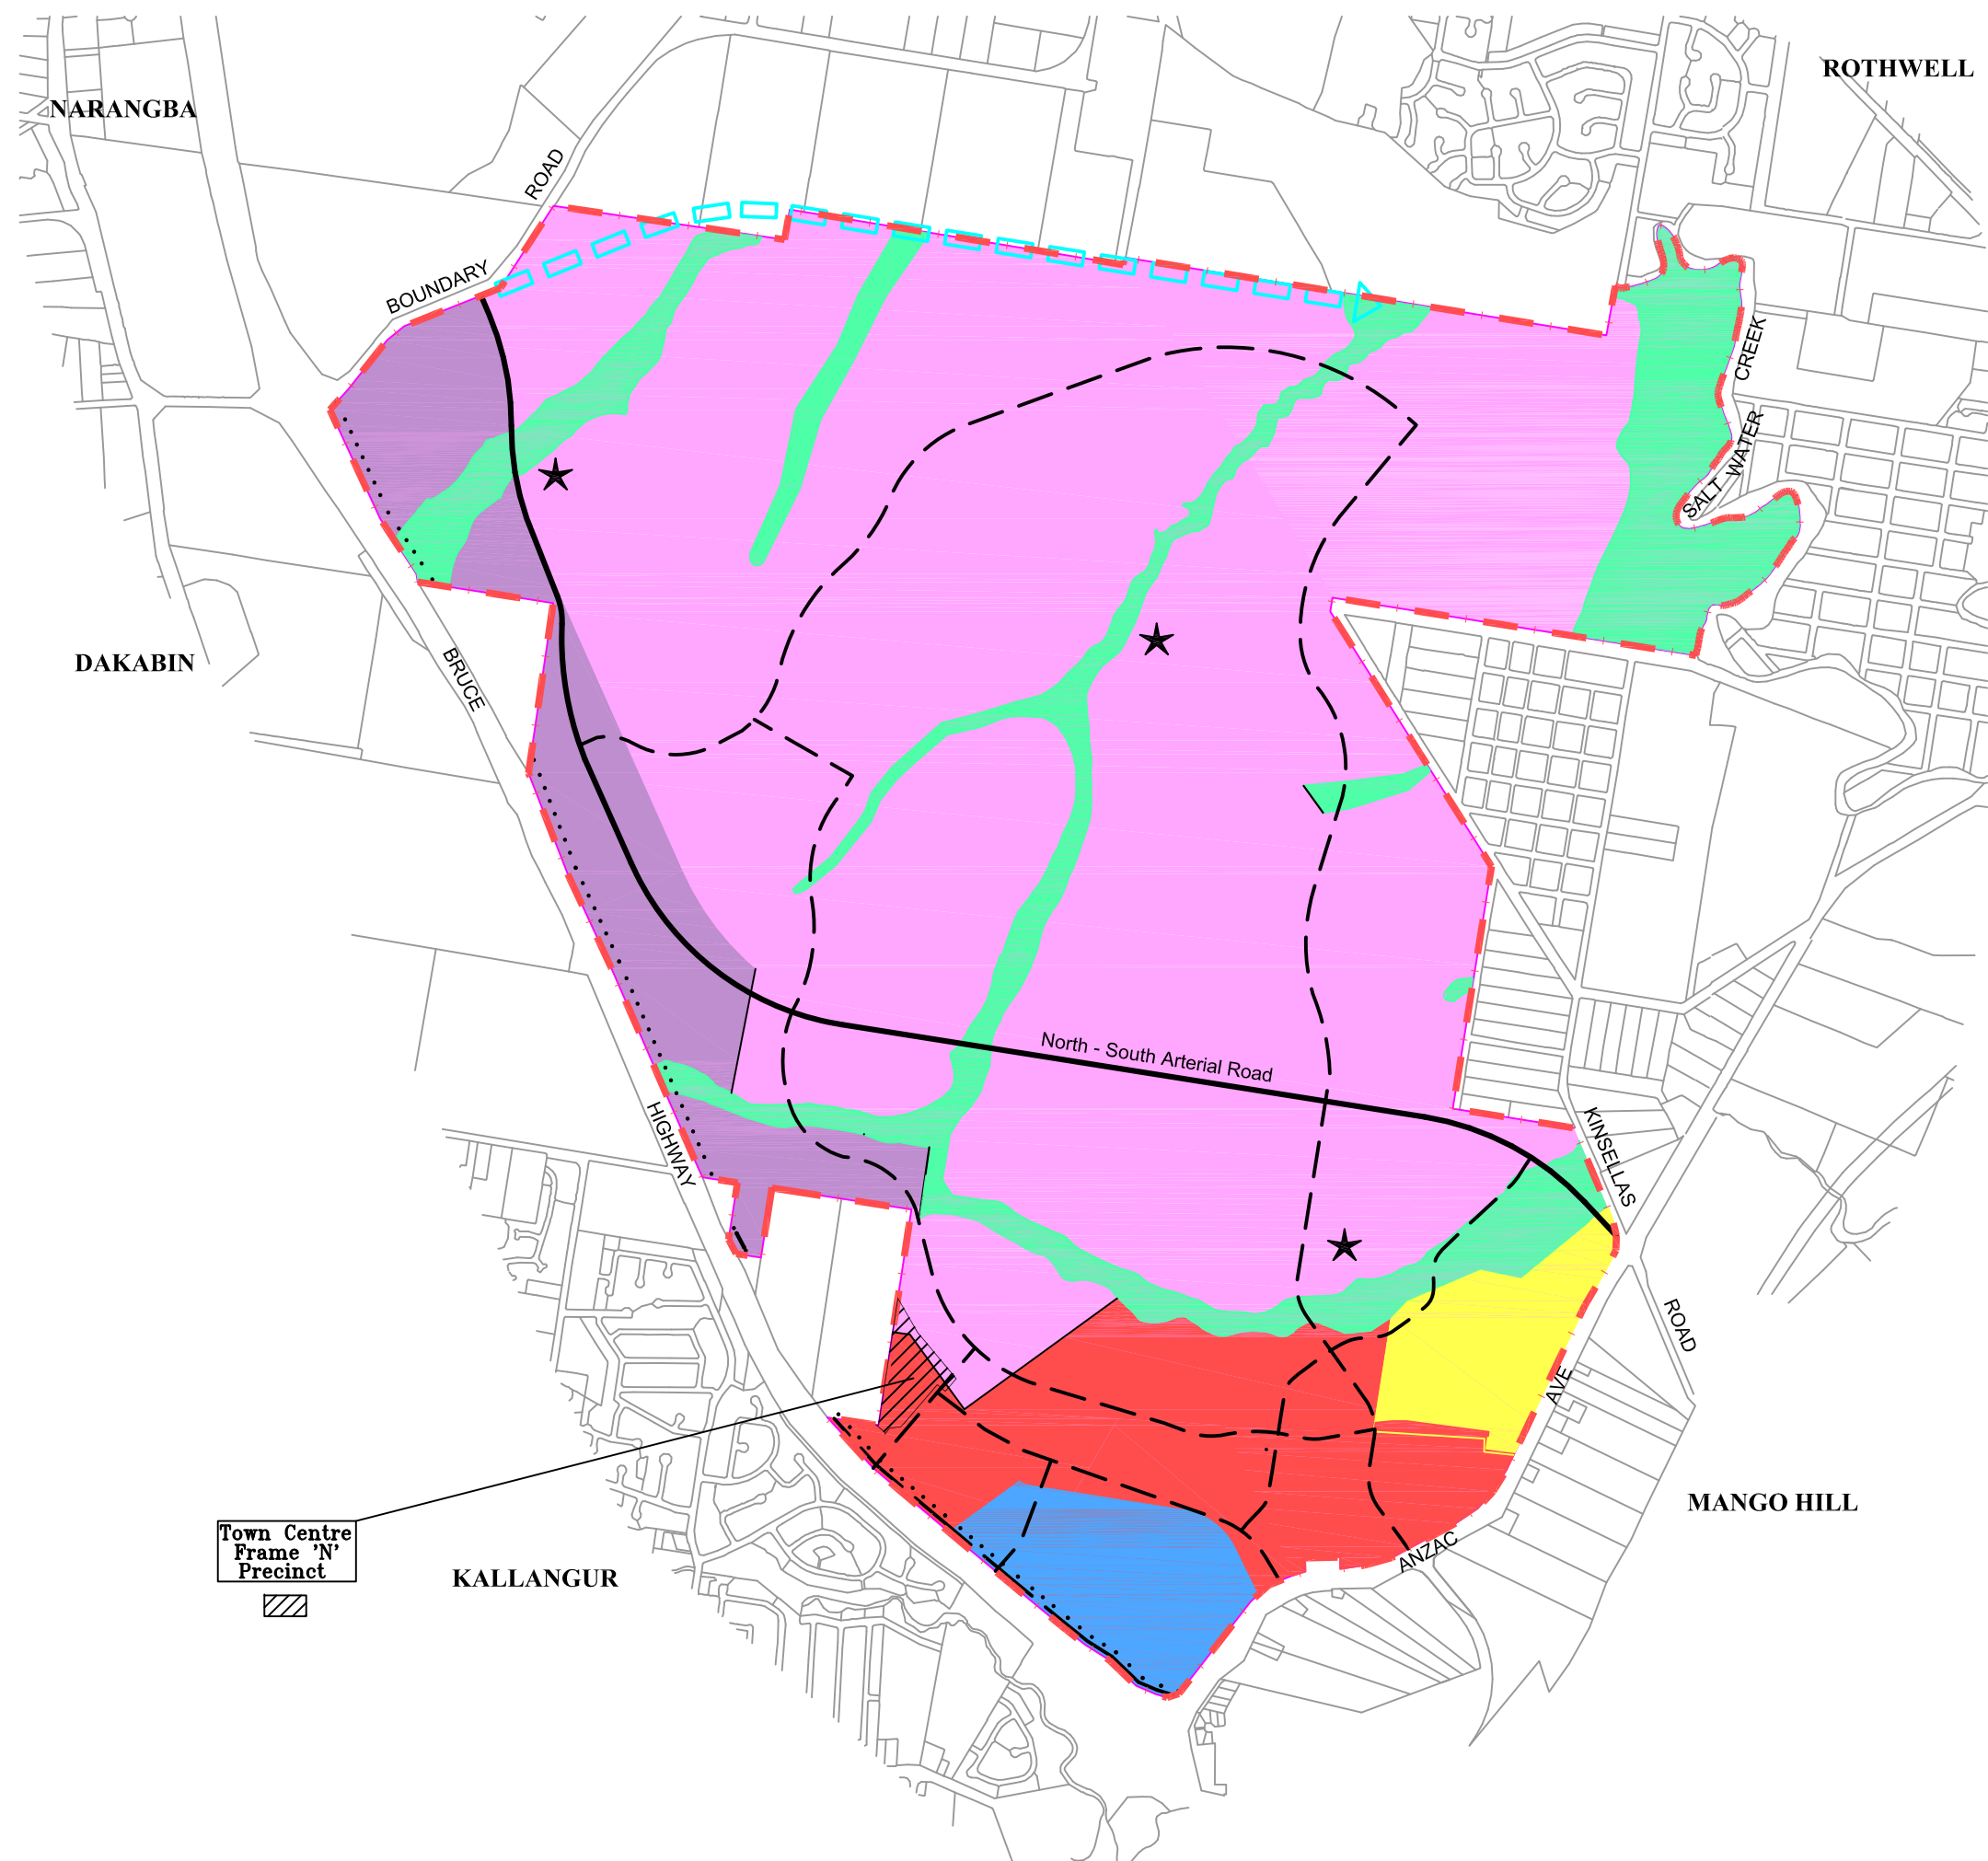 ROTHWELL
NARANGBA
ROAD
BOUNDARY
CREEK
SALT WATER
DAKABIN
BRUCE
North - South Arterial Road
HIGHWAY
KINSELLAS
ROAD
AVE
MANGO HILL
ANZAC
Town Centre
Frame 'N'
Precinct
KALLANGUR